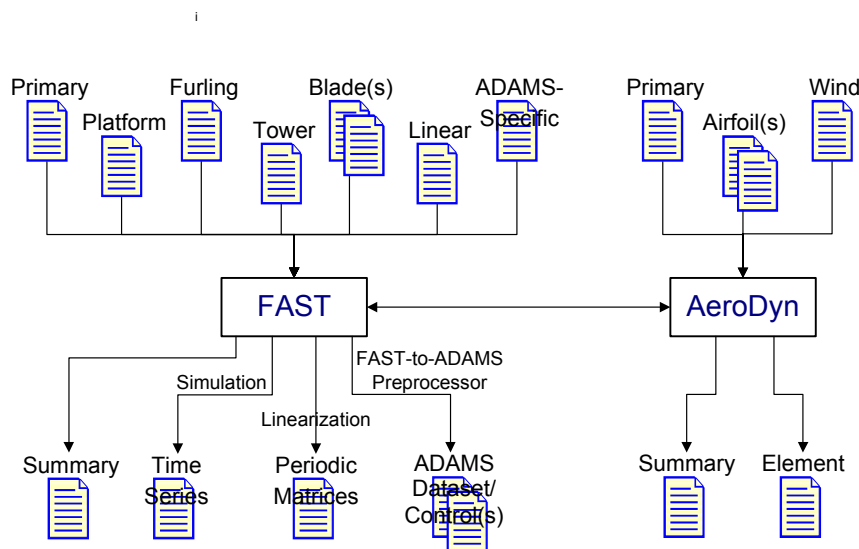 i
Primary
Platform
Furling
Tower
Blade(s)
Linear
ADAMS-
Specific
Primary
Airfoil(s)
Wind
FAST
AeroDyn
Simulation
Linearization
FAST-to-ADAMS
Preprocessor
Summary
Time
Series
Periodic
Matrices
ADAMS
Dataset/
Control(s)
Summary
Element